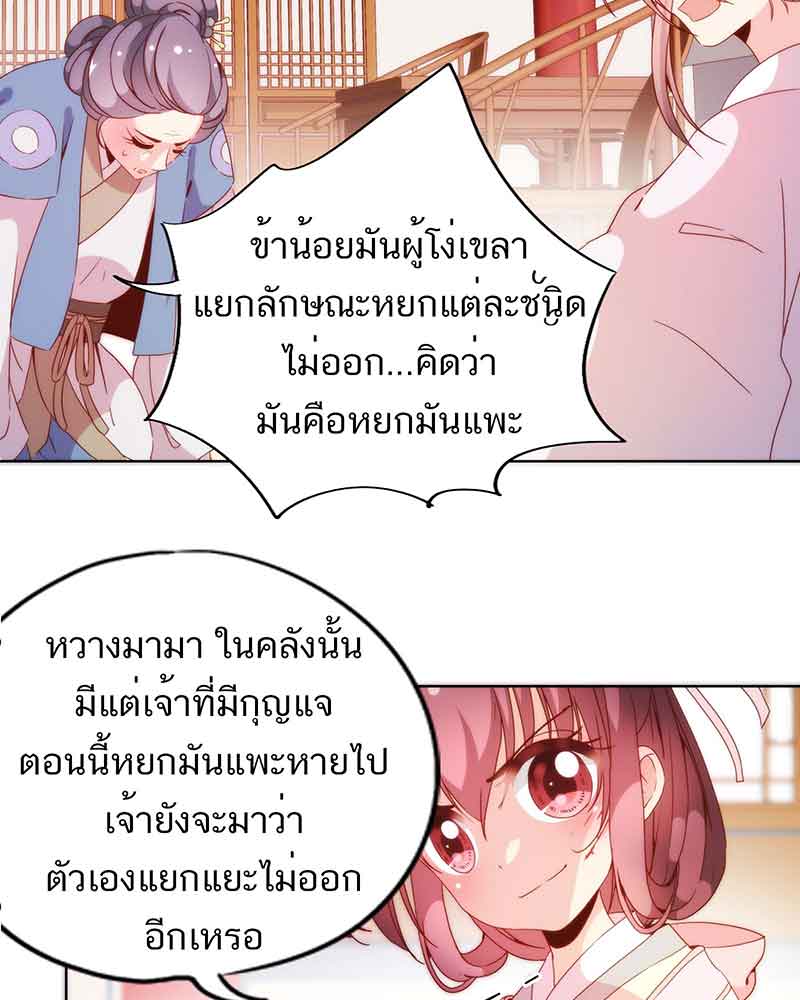 ข้าน้อยมันผู้โง่เขลา
แยกลักษณะหยกแต่ละชนิด
ไม่ออก...คิดว่า
มันคือหยกมันแพะ
หวางมามา ในคลังนั้น
มีแต่เจ้าที่มีกุญแจ
ตอนนี้หยกมันแพะหายไป
เจ้ายังจะมาว่า
ตัวเองแยกแยะไม่ออก
อีกเหรอ